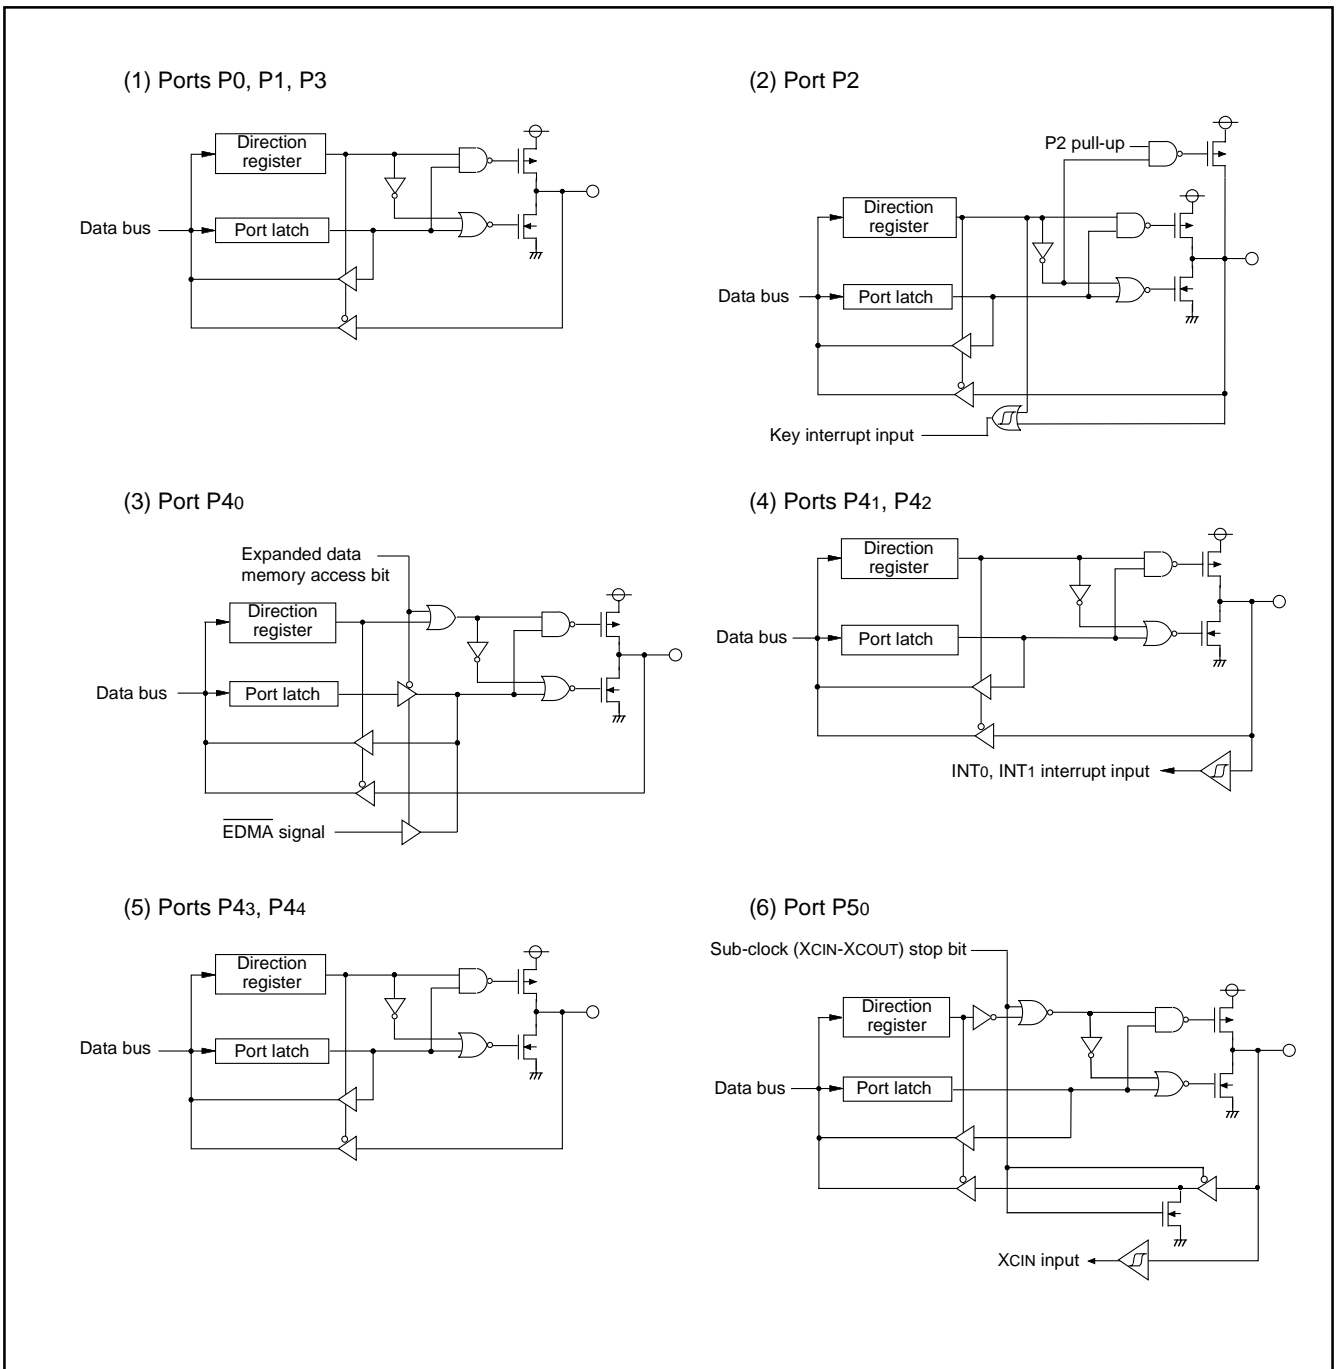 (1) Ports P0, P1, P3
Direction
register
Data bus
Port latch
(2) Port P2
P2 pull-up
Direction
register
Data bus
Port latch
Key interrupt input
(3) Port P40
Expanded data
memory access bit
Direction
register
Data bus
Port latch
EDMA signal
(4) Ports P41, P42
Direction
register
Data bus
Port latch
INT0, INT1 interrupt input
(5) Ports P43, P44
Direction
register
Data bus
Port latch
(6) Port P50
Sub-clock (XCIN-XCOUT) stop bit
Direction
register
Data bus
Port latch
XCIN input